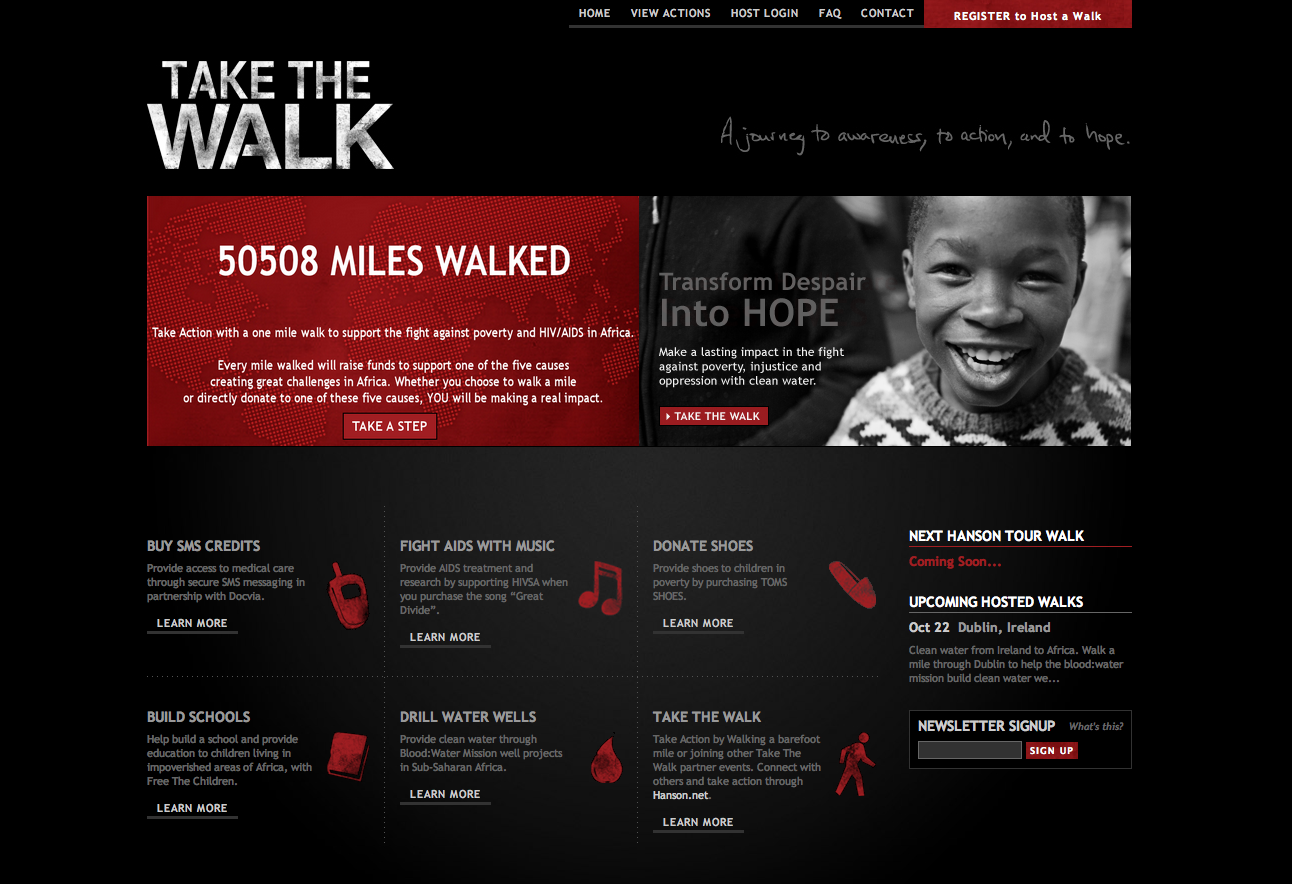 HOME VIEW ACTIONS HOST LOGIN FAQ CONTACT REGISTER to Host a Walk
TAKE THE
WALK
A journey to awareness, to action, and to hope.
50508 MILES WALKED
Take Action with a one mile walk to support the fight against poverty and HIV/AIDS in Africa.
Every mile walked will raise funds to support one of the five causes
creating great challenges in Africa. Whether you choose to walk a mile
or directly donate to one of these five causes, YOU will be making a real impact.
TAKE A STEP
Transform Despair
Into HOPE
Make a lasting impact in the fight
against poverty, injustice and
oppression with clean water.
TAKE THE WALK
BUY SMS CREDITS
Provide access to medical care
through secure SMS messaging in
partnership with Docvia.
LEARN MORE
FIGHT AIDS WITH MUSIC
Provide AIDS treatment and
research by supporting HIVSA when
you purchase the song “Great
Divide”.
LEARN MORE
DONATE SHOES
Provide shoes to children in
poverty by purchasing TOMS
SHOES.
LEARN MORE
BUILD SCHOOLS
Help build a school and provide
education to children living in
impoverished areas of Africa, with
Free The Children.
LEARN MORE
DRILL WATER WELLS
Provide clean water through
Blood:Water Mission well projects
in Sub-Saharan Africa.
LEARN MORE
TAKE THE WALK
Take Action by Walking a barefoot
mile or joining other Take The
Walk partner events. Connect with
others and take action through
Hanson.net.
LEARN MORE
NEXT HANSON TOUR WALK
Coming Soon...
UPCOMING HOSTED WALKS
Oct 22 Dublin, Ireland
Clean water from Ireland to Africa. Walk a
mile through Dublin to help the blood:water
mission build clean water we...
NEWSLETTER SIGNUP What's this?
SIGN UP